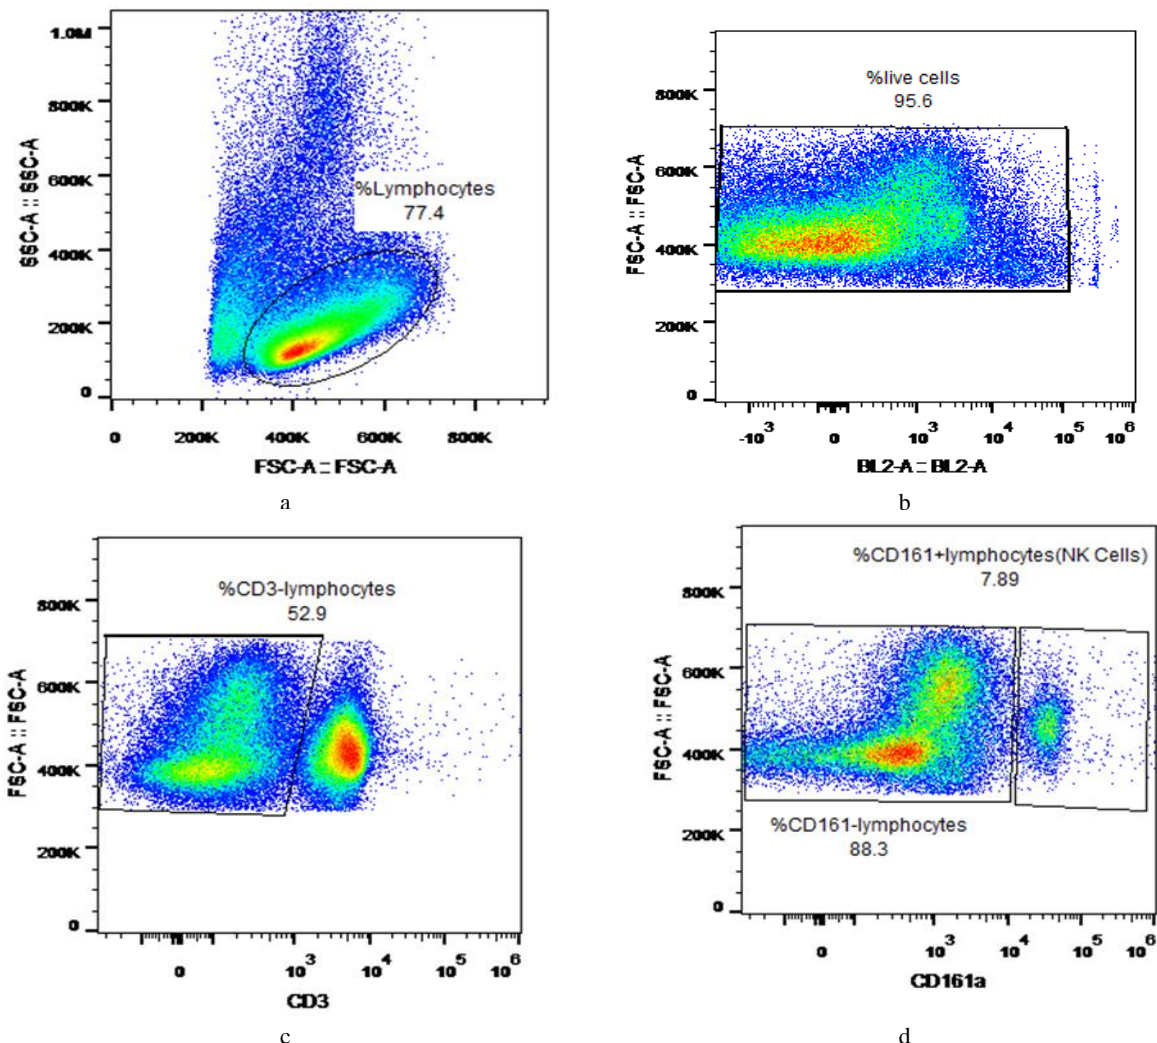 1.0M
800K
600K
400K
200K
0
%Lymphocytes
77.4
0 200K 400K 600K 800K
SSC-A :: SSC-A
FSC-A :: FSC-A
a
800K
600K
400K
200K
0
%live cells
95.6
-10³ 0 10³ 10⁴ 10⁵ 10⁶
FSC-A :: FSC-A
BL2-A :: BL2-A
b
800K
600K
400K
200K
0
%CD3-lymphocytes
52.9
0 10³ 10⁴ 10⁵ 10⁶
FSC-A :: FSC-A
CD3
c
800K
600K
400K
200K
0
%CD161+lymphocytes(NK Cells)
7.89
%CD161-lymphocytes
88.3
0 10³ 10⁴ 10⁵ 10⁶
FSC-A :: FSC-A
CD161a
d